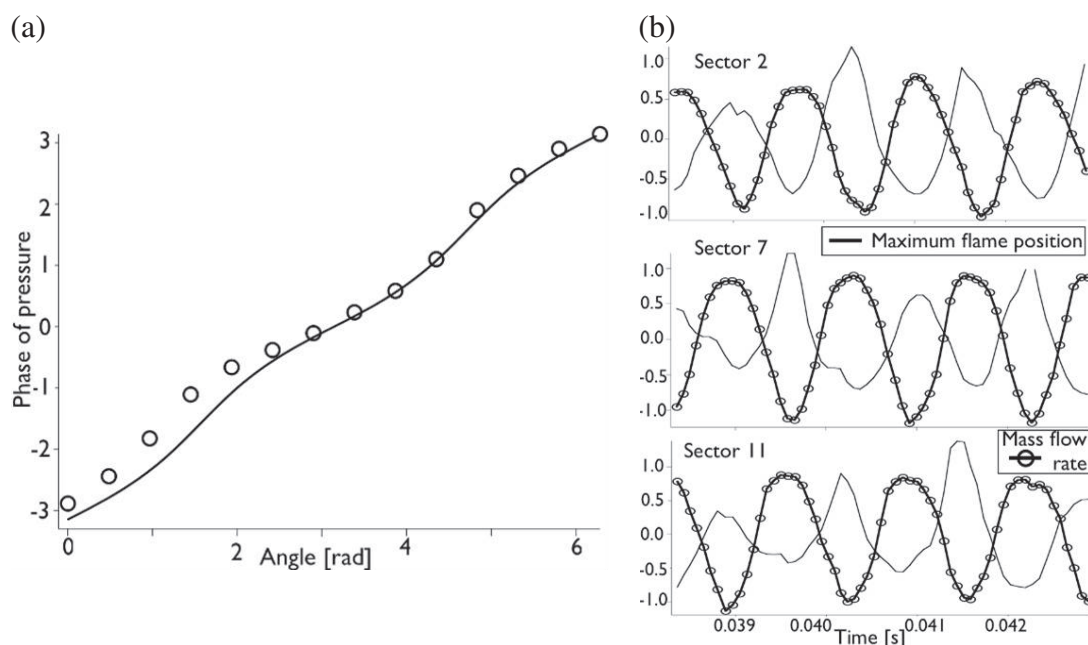 (a)
Phase of pressure
3
2
1
0
-1
-2
-3
0
2
4
6
Angle [rad]
(b)
Sector 2
1.0
0.5
0.0
-0.5
-1.0
Maximum flame position
Sector 7
1.0
0.5
0.0
-0.5
-1.0
Sector 11
Mass flow
rate
1.0
0.5
0.0
-0.5
-1.0
0.039
0.040
0.041
0.042
Time [s]